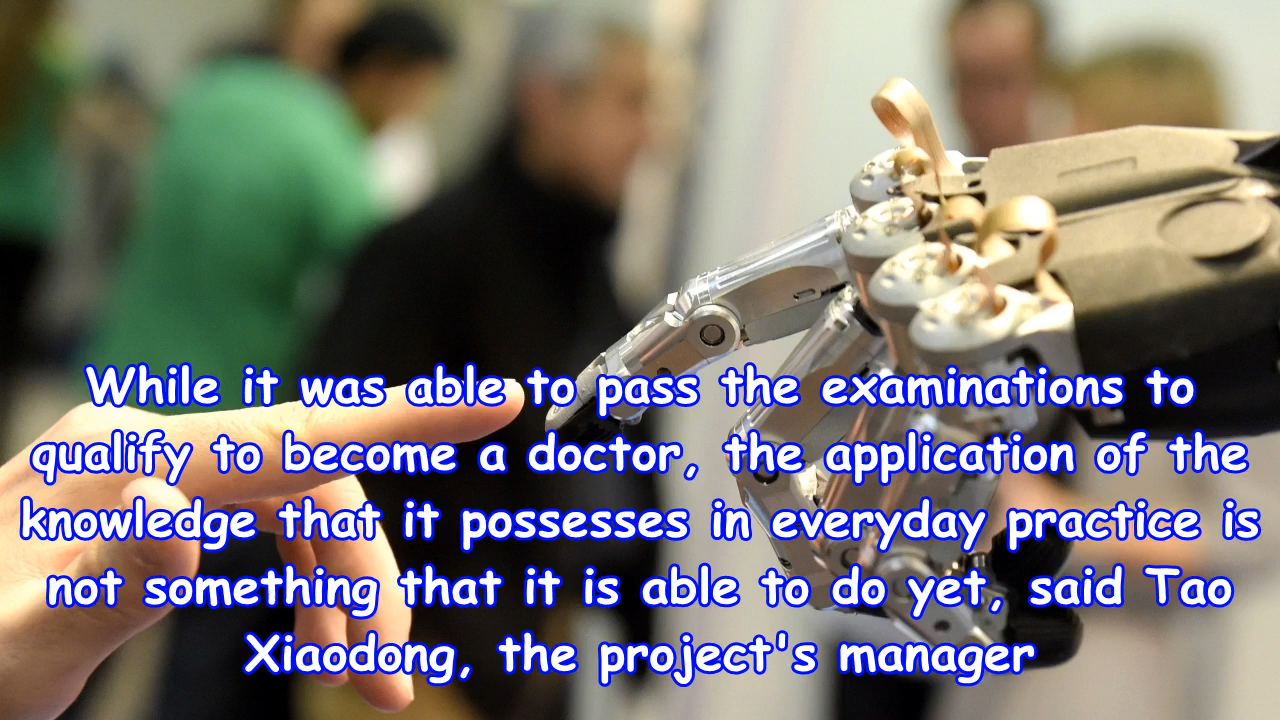 While it was able to pass the examinations to
qualify to become a doctor, the application of the
knowledge that it possesses in everyday practice is
not something that it is able to do yet, said Tao
Xiaodong, the project's manager